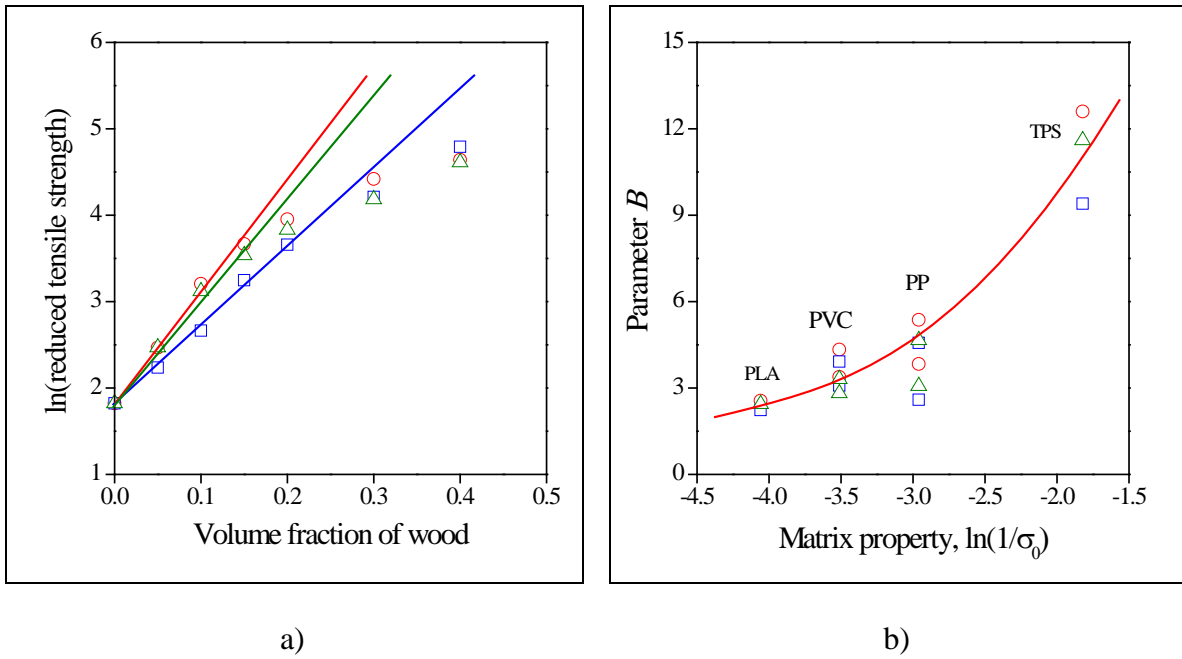 6
5
4
3
2
1
0.0 0.1 0.2 0.3 0.4 0.5
ln(reduced tensile strength)
Volume fraction of wood
15
12
9
6
3
0
-4.5 -4.0 -3.5 -3.0 -2.5 -2.0 -1.5
Parameter B
Matrix property, ln(1/σ₀)
PLA
PVC
PP
TPS
a)
b)